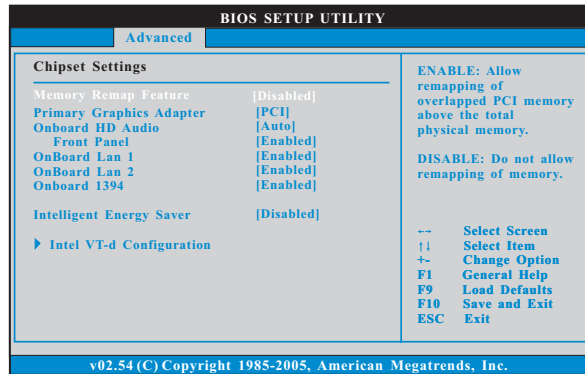 BIOS SETUP UTILITY
Advanced
Chipset Settings
Memory Remap Feature [Disabled]
Primary Graphics Adapter [PCI]
Onboard HD Audio [Auto]
Front Panel [Enabled]
OnBoard Lan 1 [Enabled]
OnBoard Lan 2 [Enabled]
Onboard 1394 [Enabled]
Intelligent Energy Saver [Disabled]
Intel VT-d Configuration
ENABLE: Allow
remapping of
overlapped PCI memory
above the total
physical memory.
DISABLE: Do not allow
remapping of memory.
←→ Select Screen
↑↓ Select Item
+- Change Option
F1 General Help
F9 Load Defaults
F10 Save and Exit
ESC Exit
v02.54 (C) Copyright 1985-2005, American Megatrends, Inc.